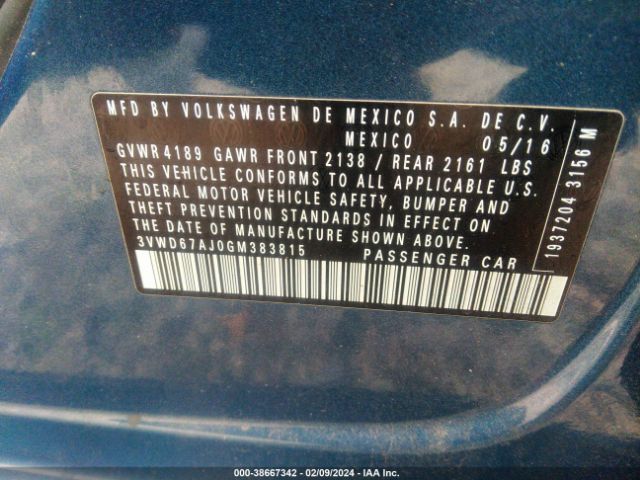 MFD BY VOLKSWAGEN DE MEXICO S.A. DE C.V.
MEXICO 05/16
GVWR 4189 GAWR FRONT 2138 / REAR 2161 LBS
THIS VEHICLE CONFORMS TO ALL APPLICABLE U.S.
FEDERAL MOTOR VEHICLE SAFETY, BUMPER AND
THEFT PREVENTION STANDARDS IN EFFECT ON
THE DATE OF MANUFACTURE SHOWN ABOVE.
3VWD67AJ0GM383815 PASSENGER CAR
1937204 3156 M
000-38667342 / 02/09/2024 - IAA Inc.